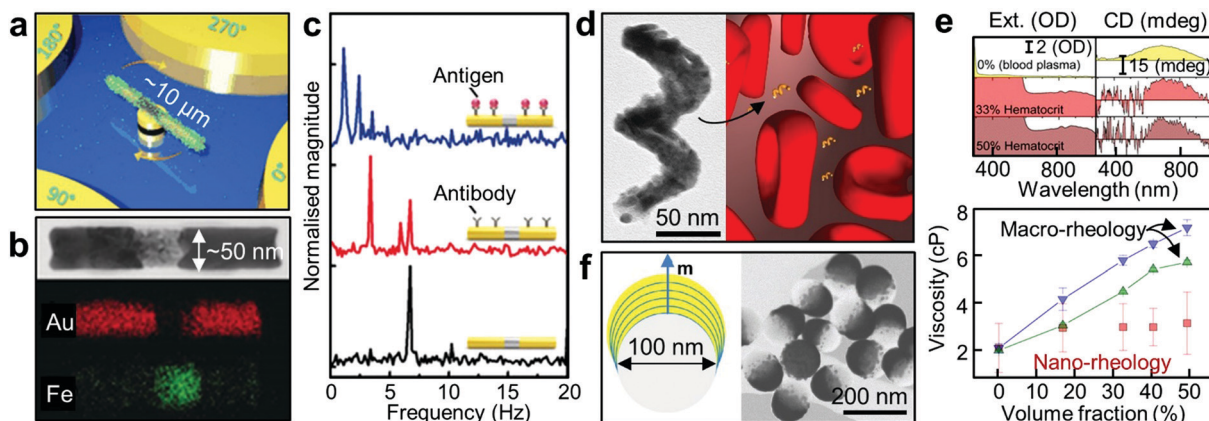 a
270°
180°
~10 µm
0°
90°
b
~50 nm
Au
Fe
c
Normalised magnitude
Antigen
Antibody
0 5 10 15 20
Frequency (Hz)
d
50 nm
e
Ext. (OD) CD (mdeg)
2 (OD)
0% (blood plasma)
15 (mdeg)
33% Hematocrit
50% Hematocrit
400 800 400 800
Wavelength (nm)
8
6
4
2
Viscosity (cP)
Macro-rheology
Nano-rheology
0 10 20 30 40 50
Volume fraction (%)
f
m
100 nm
200 nm